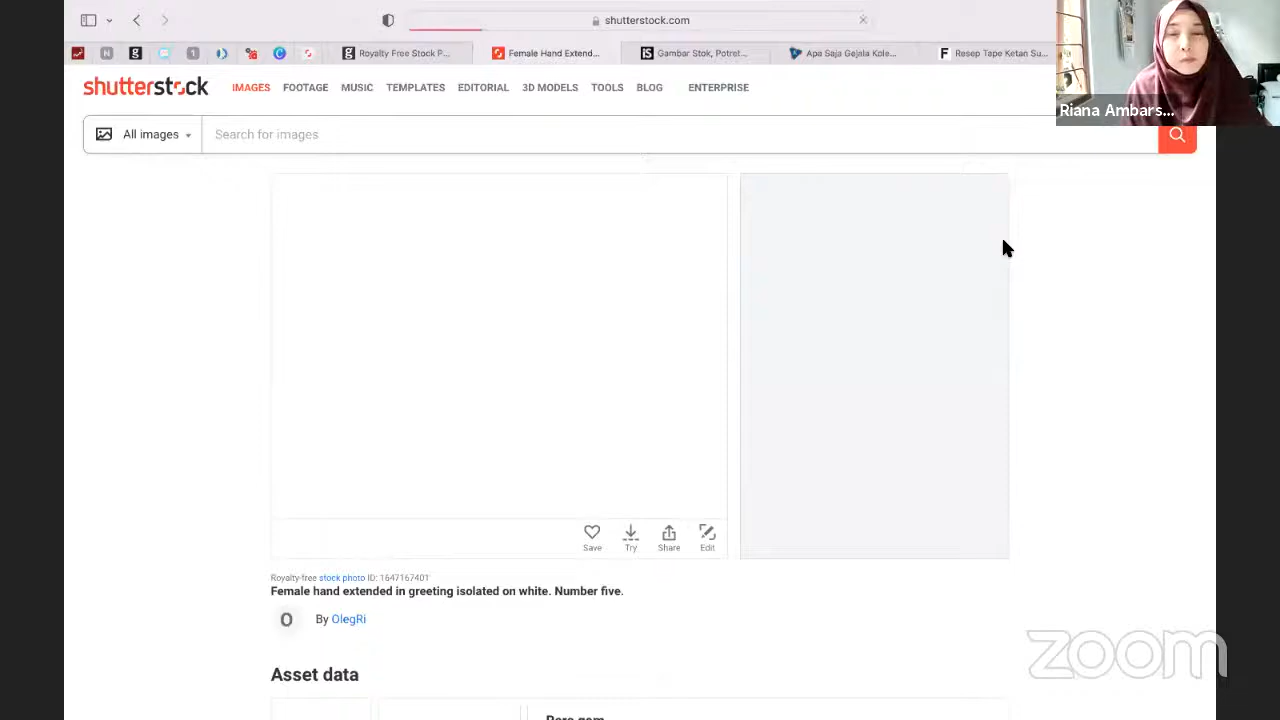 shutterstock.com
Royalty Free Stock P...
Female Hand Extend...
iS Gambar Stok, Potret...
Apa Saja Gejala Kole...
F Resep Tape Ketan Su...
shutterstock IMAGES FOOTAGE MUSIC TEMPLATES EDITORIAL 3D MODELS TOOLS BLOG ENTERPRISE
Riana Ambars...
All images Search for images
Save Try Share Edit
Royalty-free stock photo ID: 1647167401
Female hand extended in greeting isolated on white. Number five.
O By OlegRi
zoom
Asset data